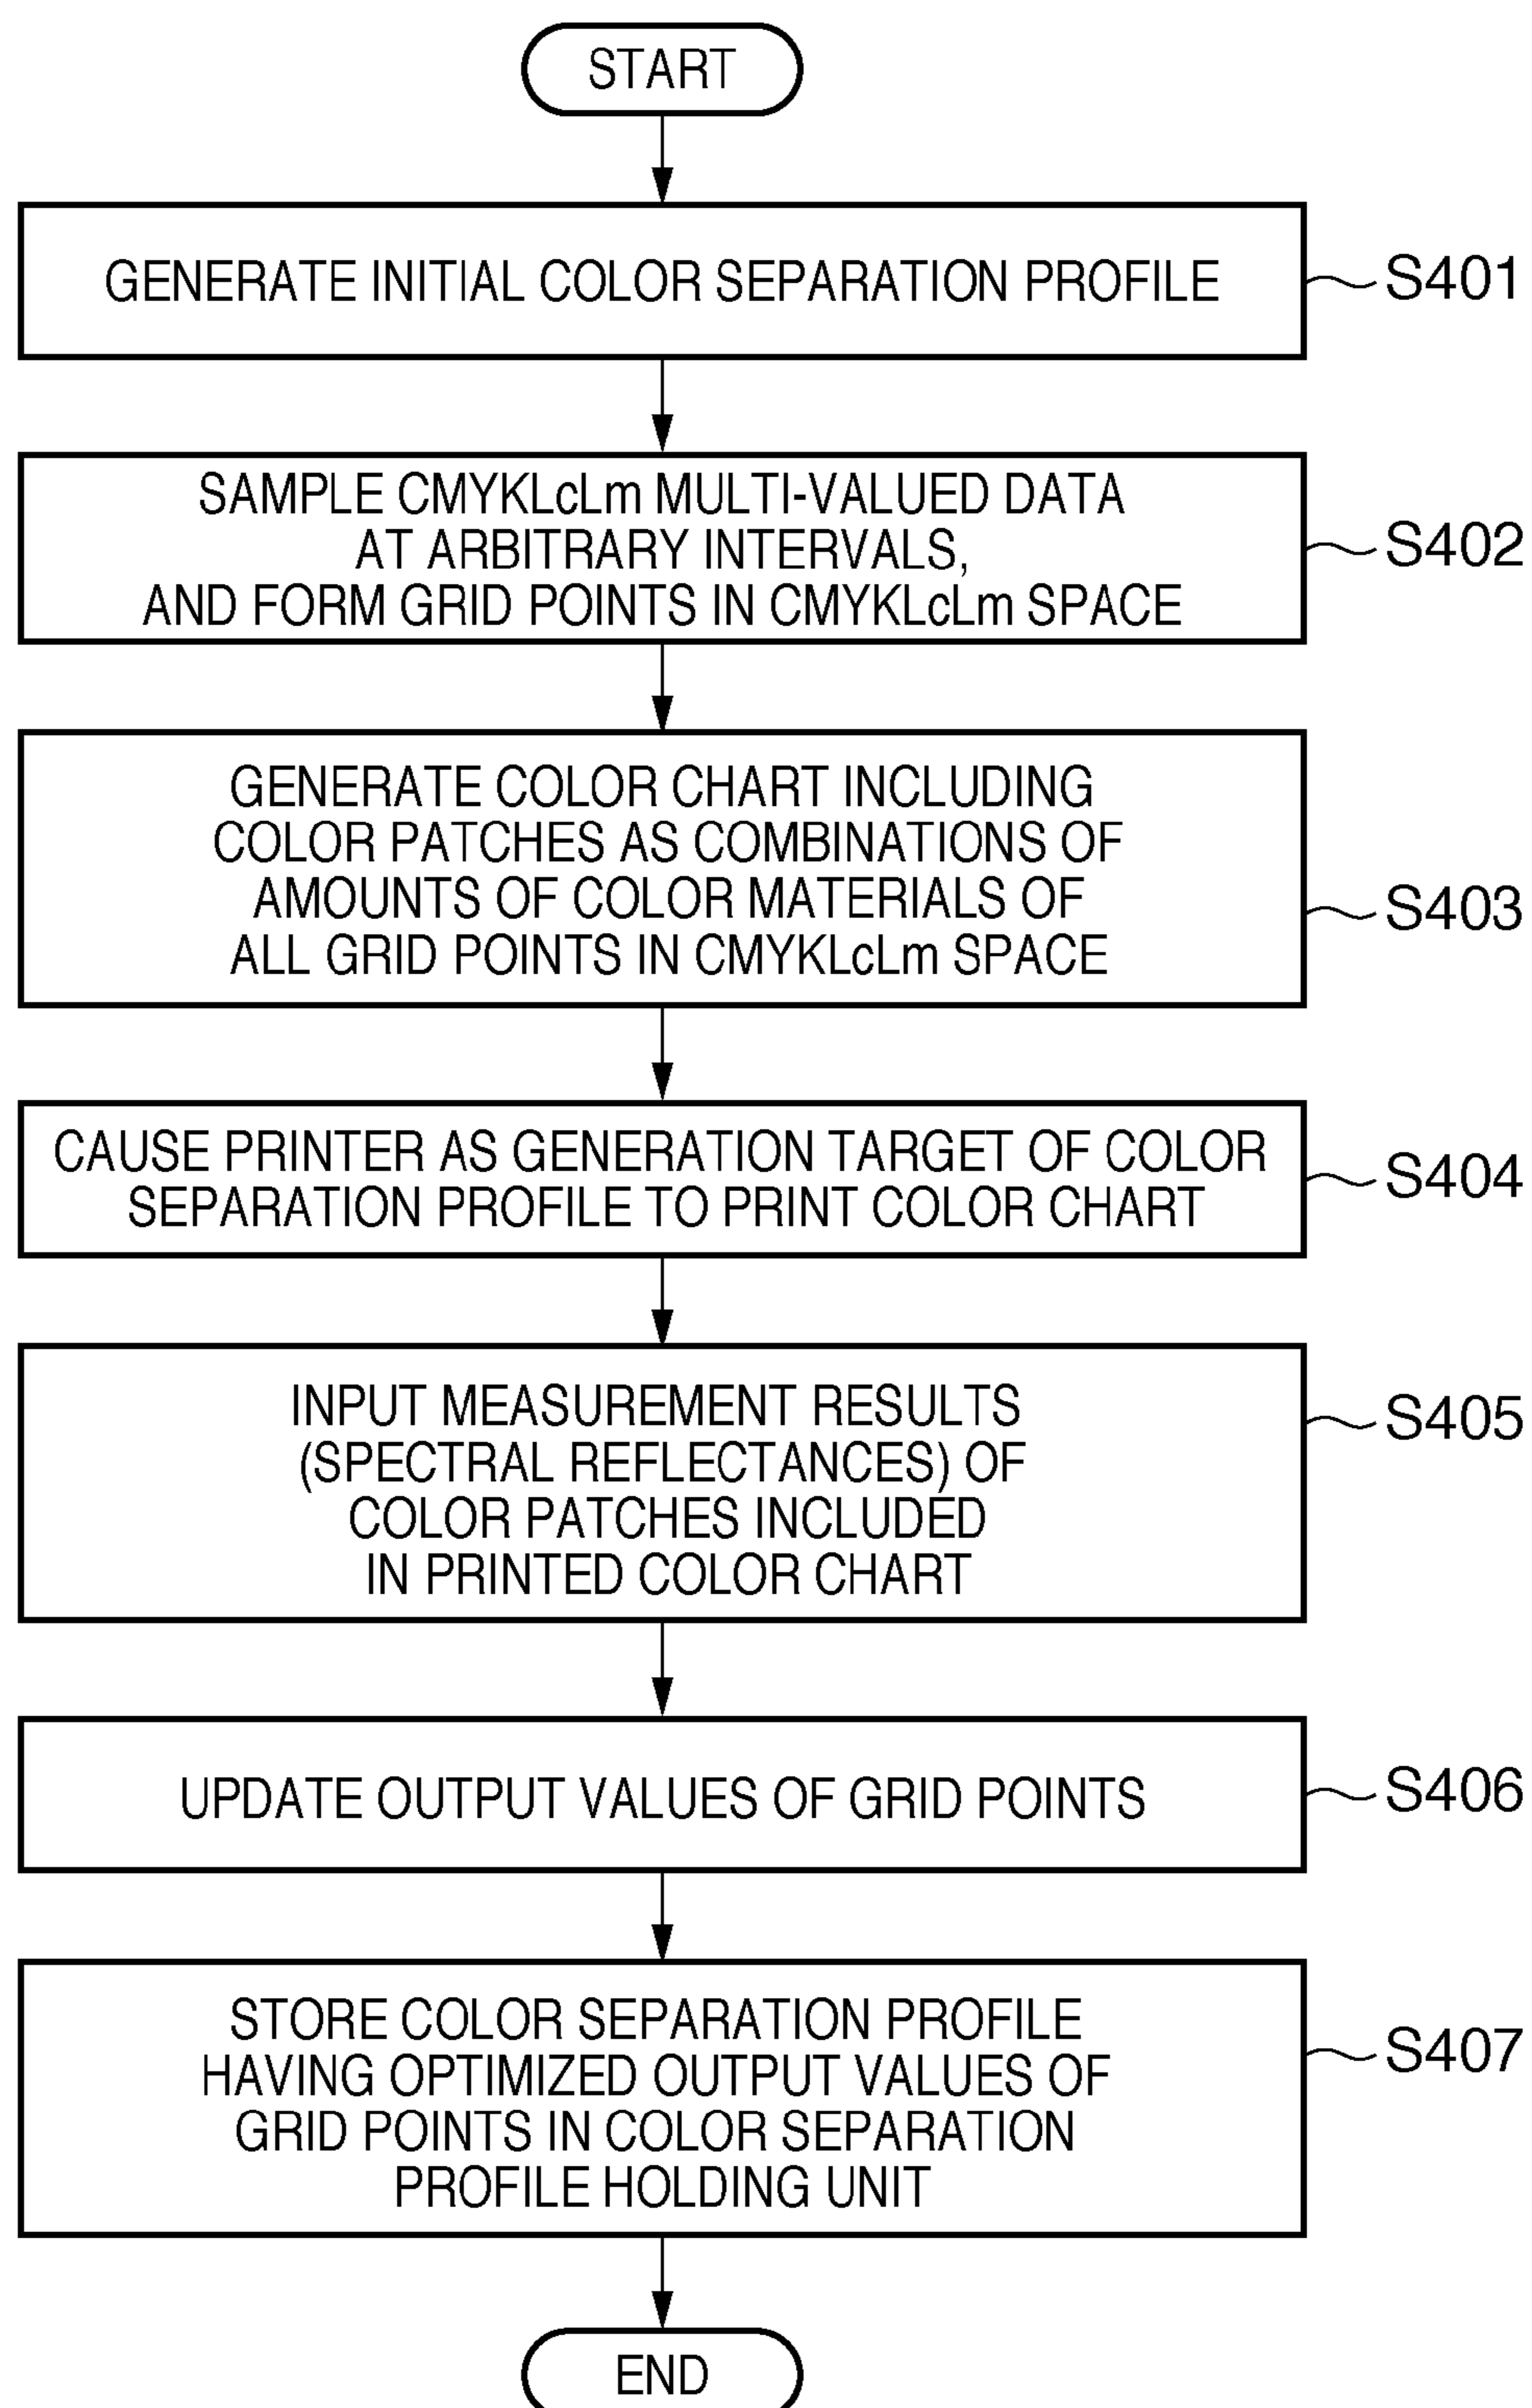 START
GENERATE INITIAL COLOR SEPARATION PROFILE
S401
SAMPLE CMYKLcLm MULTI-VALUED DATA
AT ARBITRARY INTERVALS,
AND FORM GRID POINTS IN CMYKLcLm SPACE
S402
GENERATE COLOR CHART INCLUDING
COLOR PATCHES AS COMBINATIONS OF
AMOUNTS OF COLOR MATERIALS OF
ALL GRID POINTS IN CMYKLcLm SPACE
S403
CAUSE PRINTER AS GENERATION TARGET OF COLOR
SEPARATION PROFILE TO PRINT COLOR CHART
S404
INPUT MEASUREMENT RESULTS
(SPECTRAL REFLECTANCES) OF
COLOR PATCHES INCLUDED
IN PRINTED COLOR CHART
S405
UPDATE OUTPUT VALUES OF GRID POINTS
S406
STORE COLOR SEPARATION PROFILE
HAVING OPTIMIZED OUTPUT VALUES OF
GRID POINTS IN COLOR SEPARATION
PROFILE HOLDING UNIT
S407
END